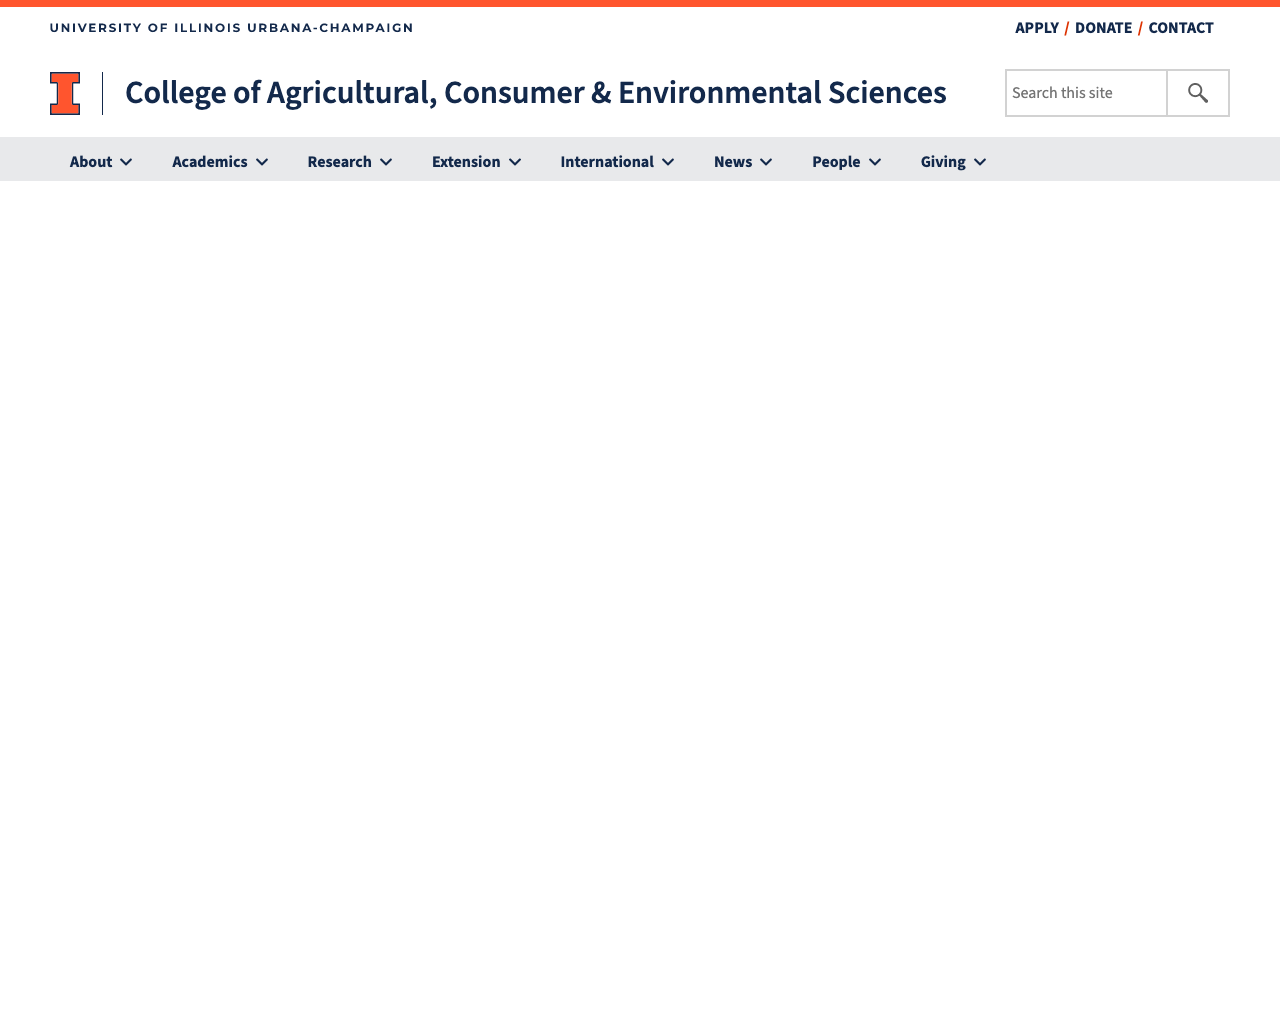 UNIVERSITY OF ILLINOIS URBANA-CHAMPAIGN
APPLY / DONATE / CONTACT
College of Agricultural, Consumer & Environmental Sciences
Search this site
About Academics Research Extension International News People Giving